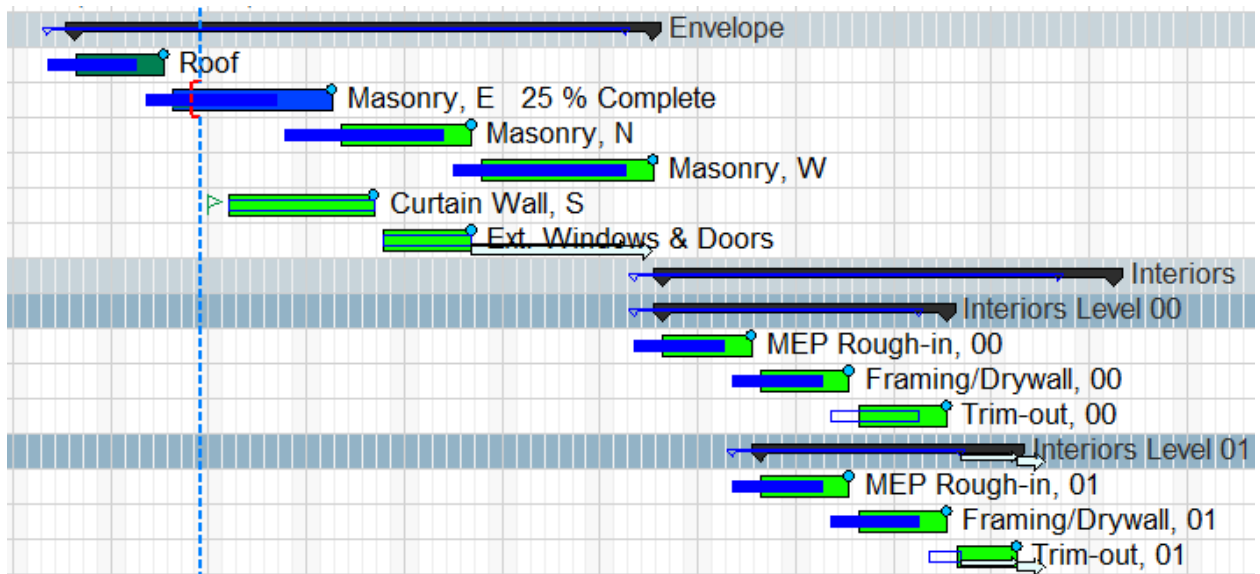 Envelope
Roof
Masonry, E 25 % Complete
Masonry, N
Masonry, W
Curtain Wall, S
Ext. Windows & Doors
Interiors
Interiors Level 00
MEP Rough-in, 00
Framing/Drywall, 00
Trim-out, 00
Interiors Level 01
MEP Rough-in, 01
Framing/Drywall, 01
Trim-out, 01